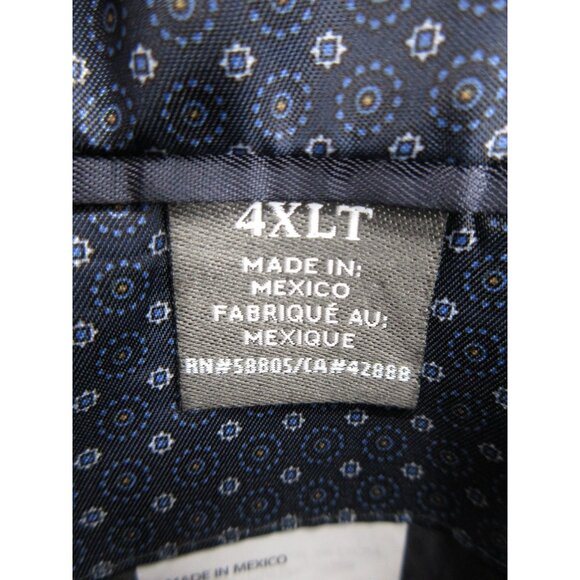 4XLT
MADE IN:
MEXICO
FABRIQUÉ AU:
MEXIQUE
RN#58805/CA#42888
MADE IN MEXICO